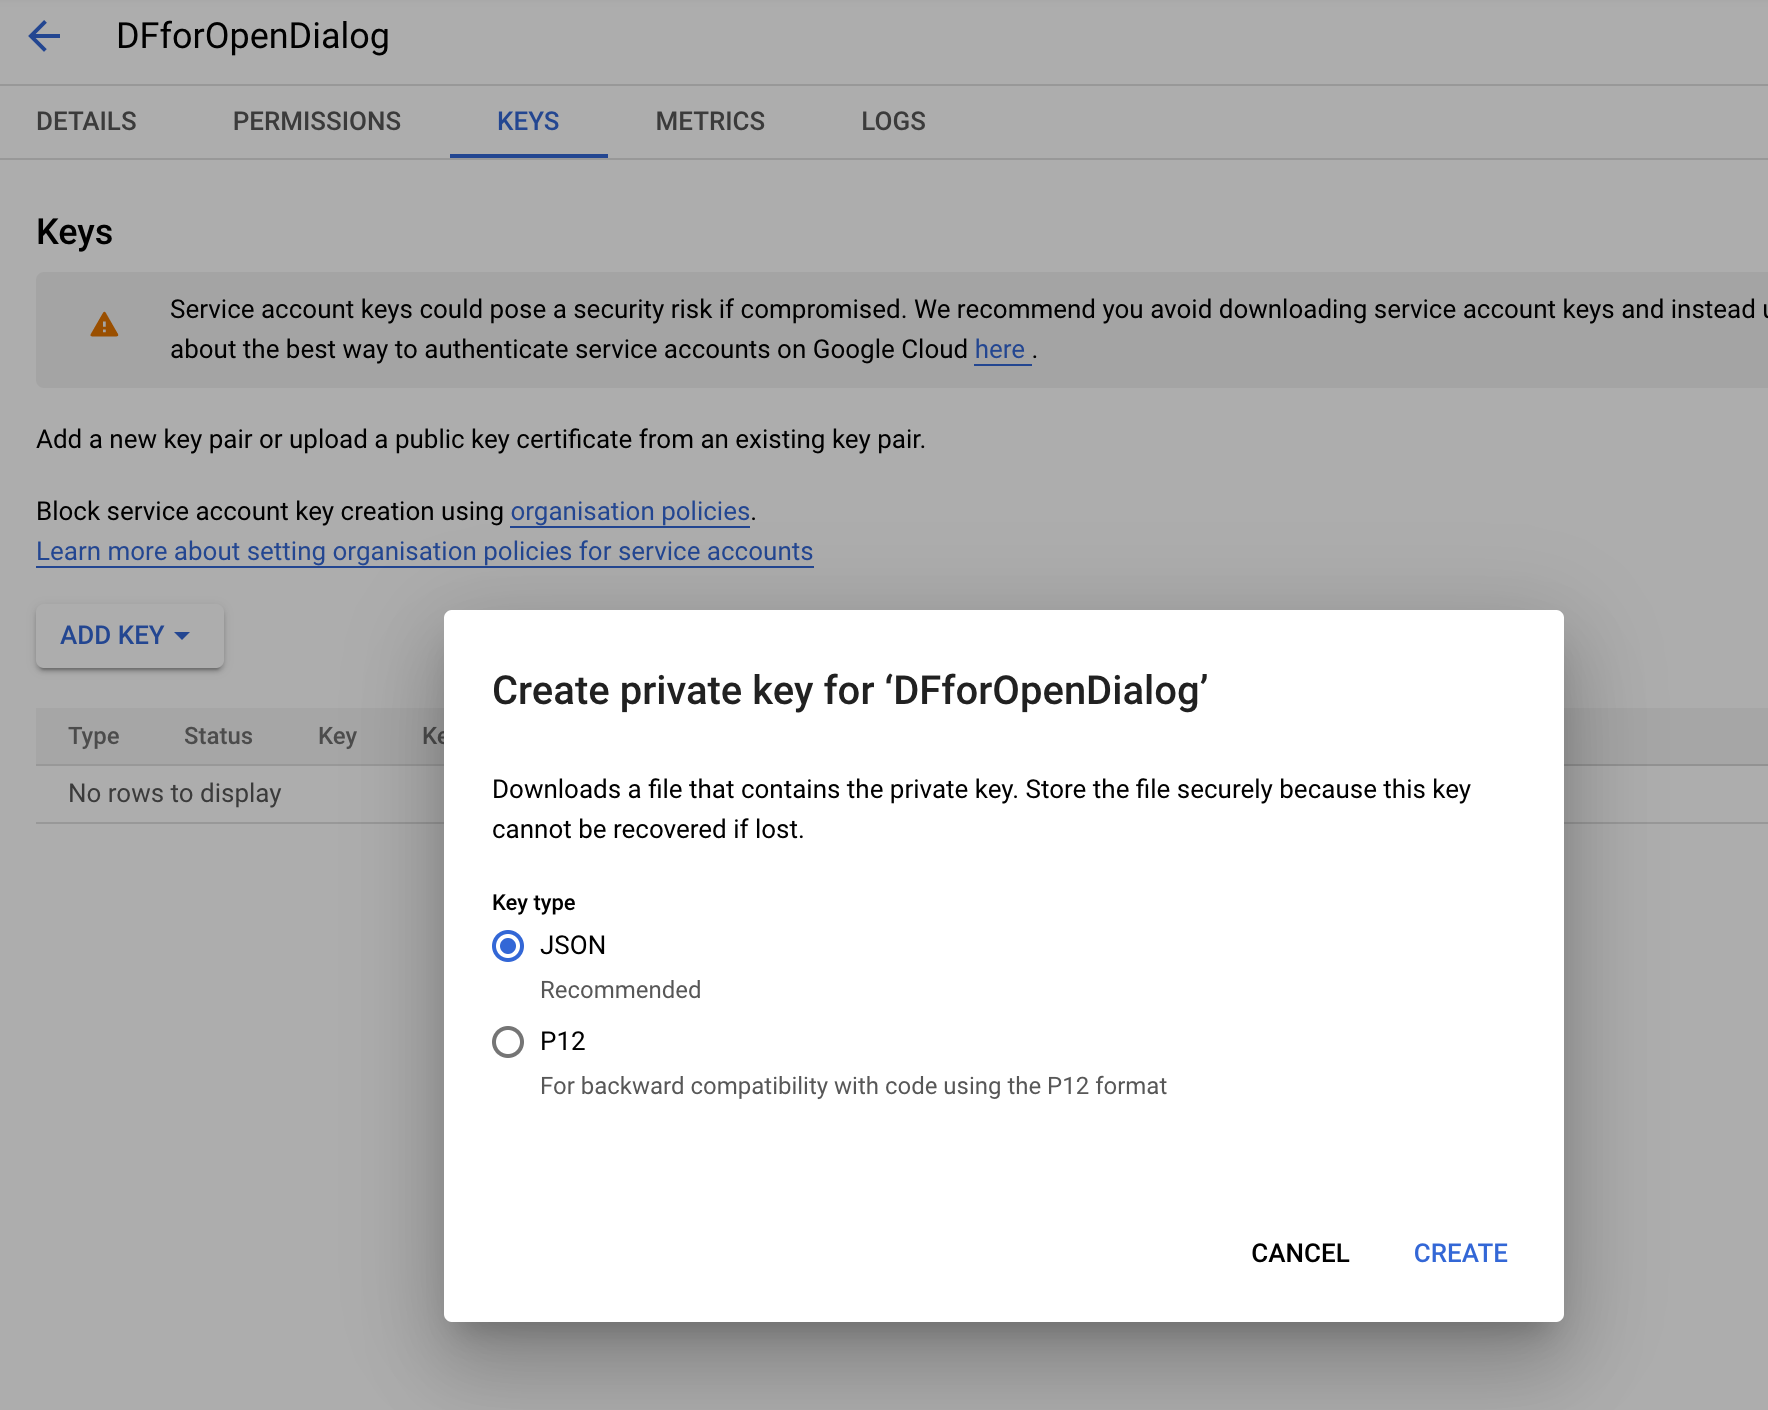 DFforOpenDialog
DETAILS PERMISSIONS KEYS METRICS LOGS
Keys
Service account keys could pose a security risk if compromised. We recommend you avoid downloading service account keys and instead
about the best way to authenticate service accounts on Google Cloud here .
Add a new key pair or upload a public key certificate from an existing key pair.
Block service account key creation using organisation policies.
Learn more about setting organisation policies for service accounts
ADD KEY
Type Status Key
No rows to display
Create private key for ‘DFforOpenDialog’
Downloads a file that contains the private key. Store the file securely because this key
cannot be recovered if lost.
Key type
JSON
Recommended
P12
For backward compatibility with code using the P12 format
CANCEL CREATE